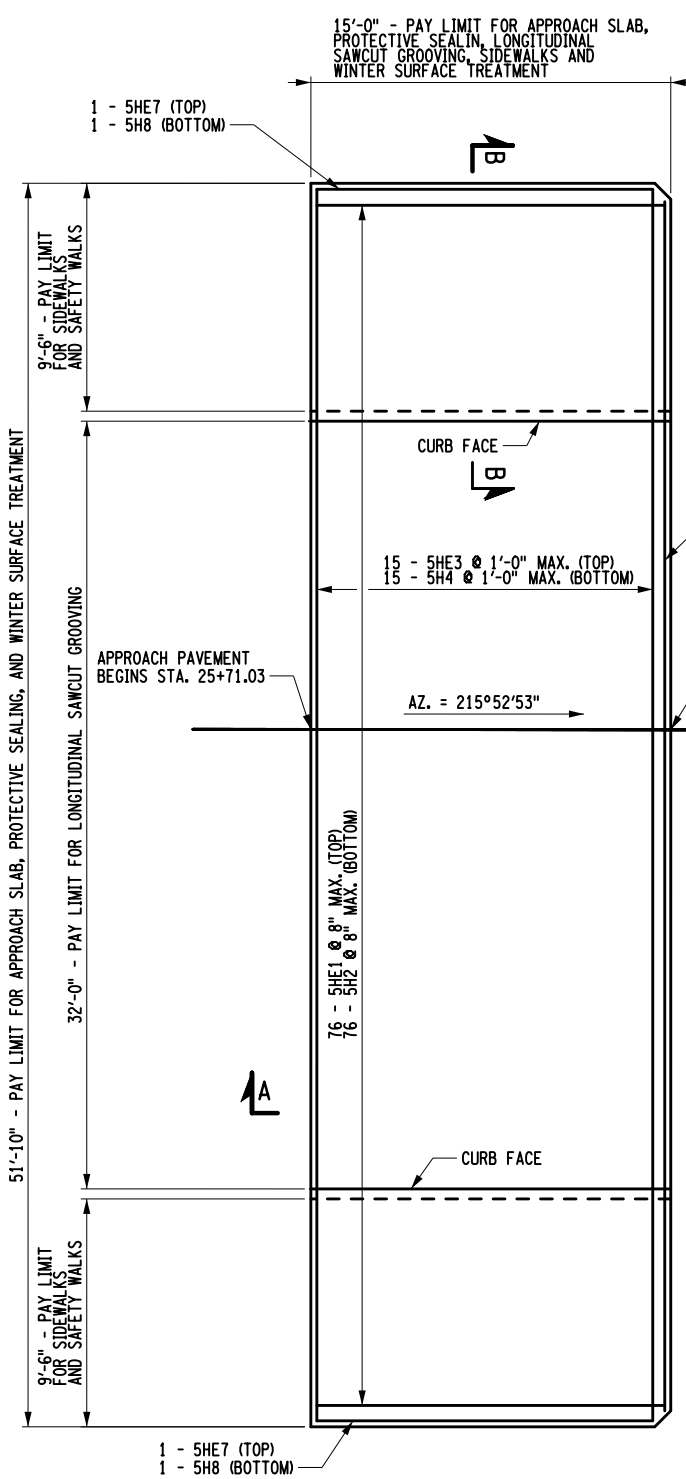 15'-0" - PAY LIMIT FOR APPROACH SLAB,
PROTECTIVE SEALIN, LONGITUDINAL
SAWCUT GROOVING, SIDEWALKS AND
WINTER SURFACE TREATMENT
1 - 5HE7 (TOP)
1 - 5H8 (BOTTOM)
B
9'-6" - PAY LIMIT
FOR SIDEWALKS
AND SAFETY WALKS
CURB FACE
B
15 - 5HE3 @ 1'-0" MAX. (TOP)
15 - 5H4 @ 1'-0" MAX. (BOTTOM)
51'-10" - PAY LIMIT FOR APPROACH SLAB, PROTECTIVE SEALING, AND WINTER SURFACE TREATMENT
32'-0" - PAY LIMIT FOR LONGITUDINAL SAWCUT GROOVING
APPROACH PAVEMENT
BEGINS STA. 25+71.03
AZ. = 215°52'53"
76 - 5HE1 @ 8" MAX. (TOP)
76 - 5H2 @ 8" MAX. (BOTTOM)
A
CURB FACE
9'-6" - PAY LIMIT
FOR SIDEWALKS
AND SAFETY WALKS
1 - 5HE7 (TOP)
1 - 5H8 (BOTTOM)